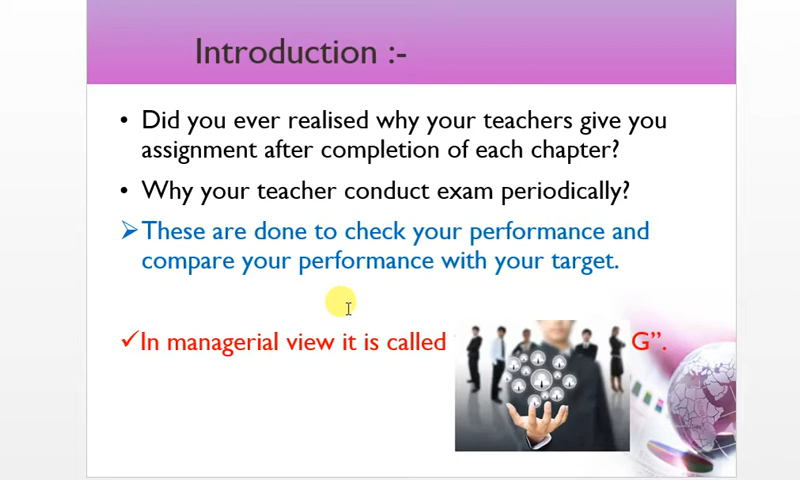 Introduction :-
• Did you ever realised why your teachers give you
assignment after completion of each chapter?
• Why your teacher conduct exam periodically?
➢ These are done to check your performance and
compare your performance with your target.
✓ In managerial view it is called G”.